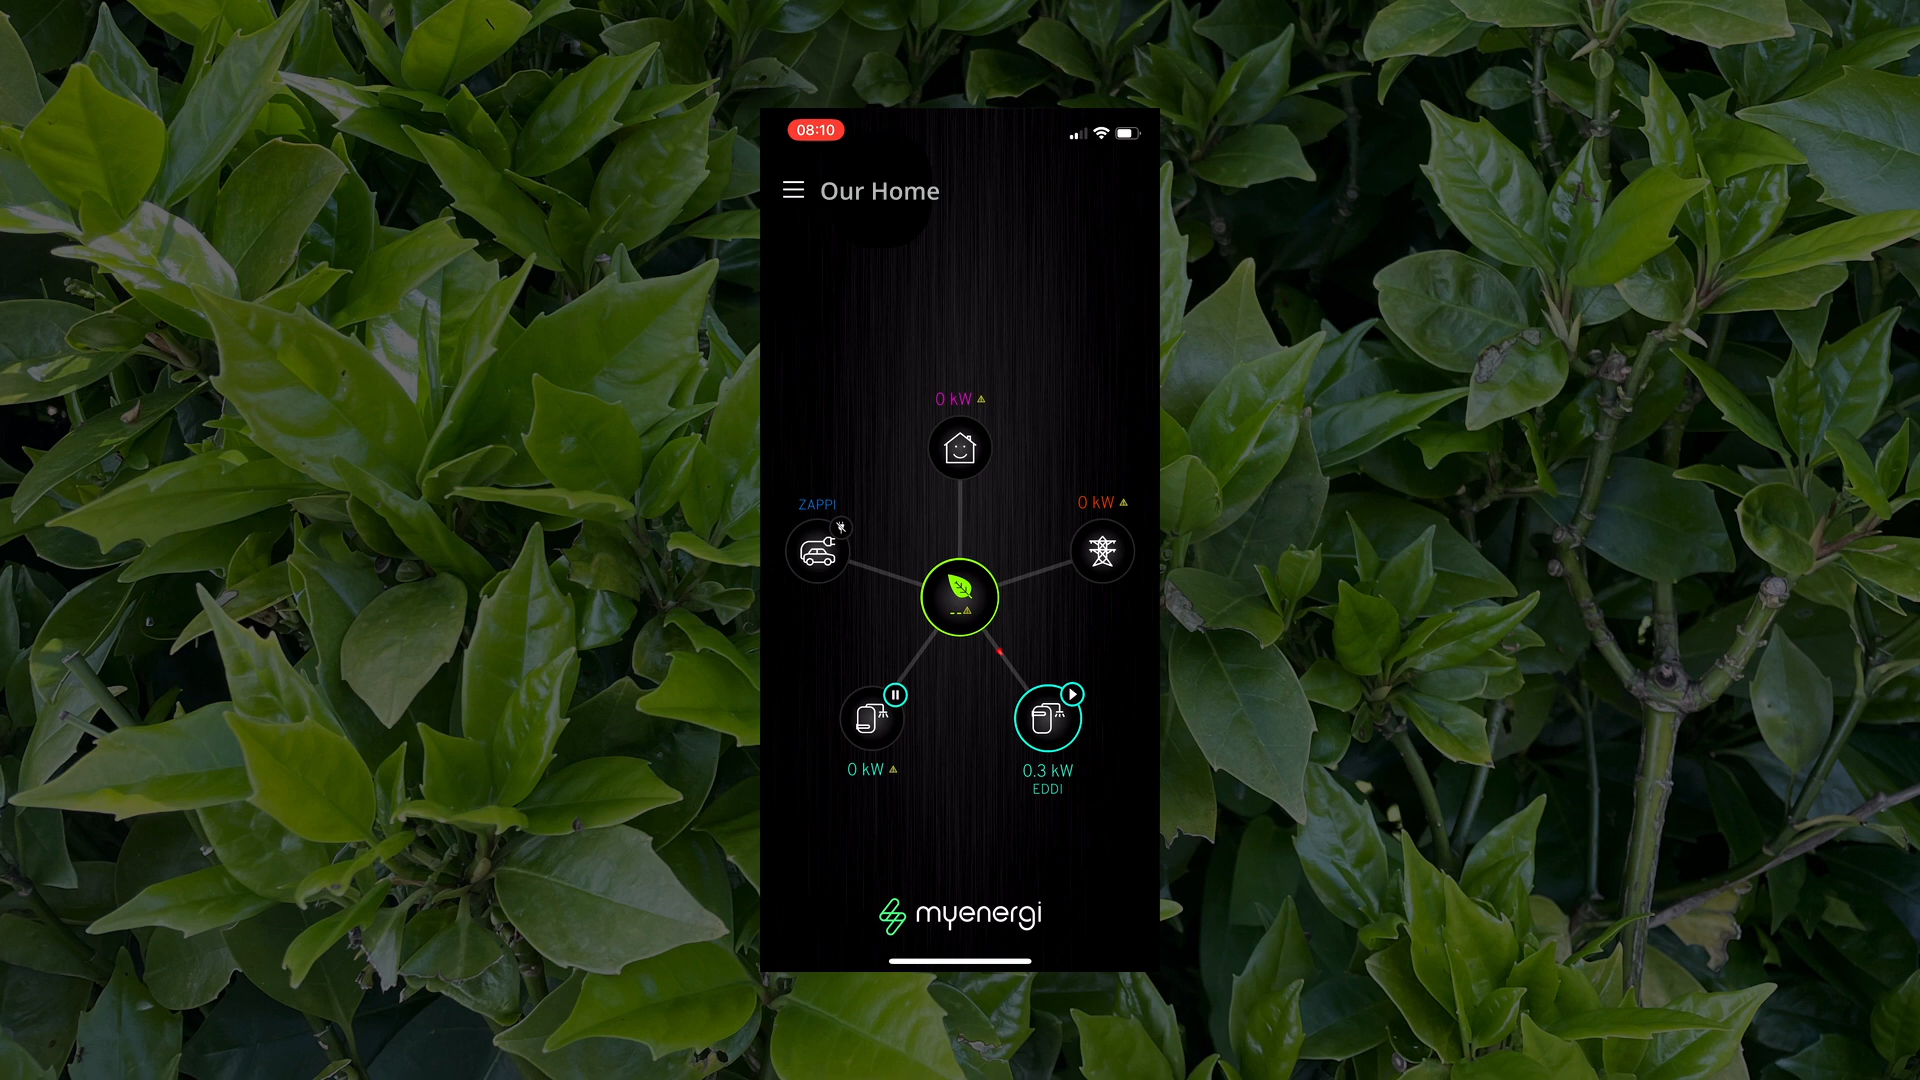 08:10
Our Home
0 kW
ZAPPI
0 kW
--
0 kW
0.3 kW
EDDI
myenergi